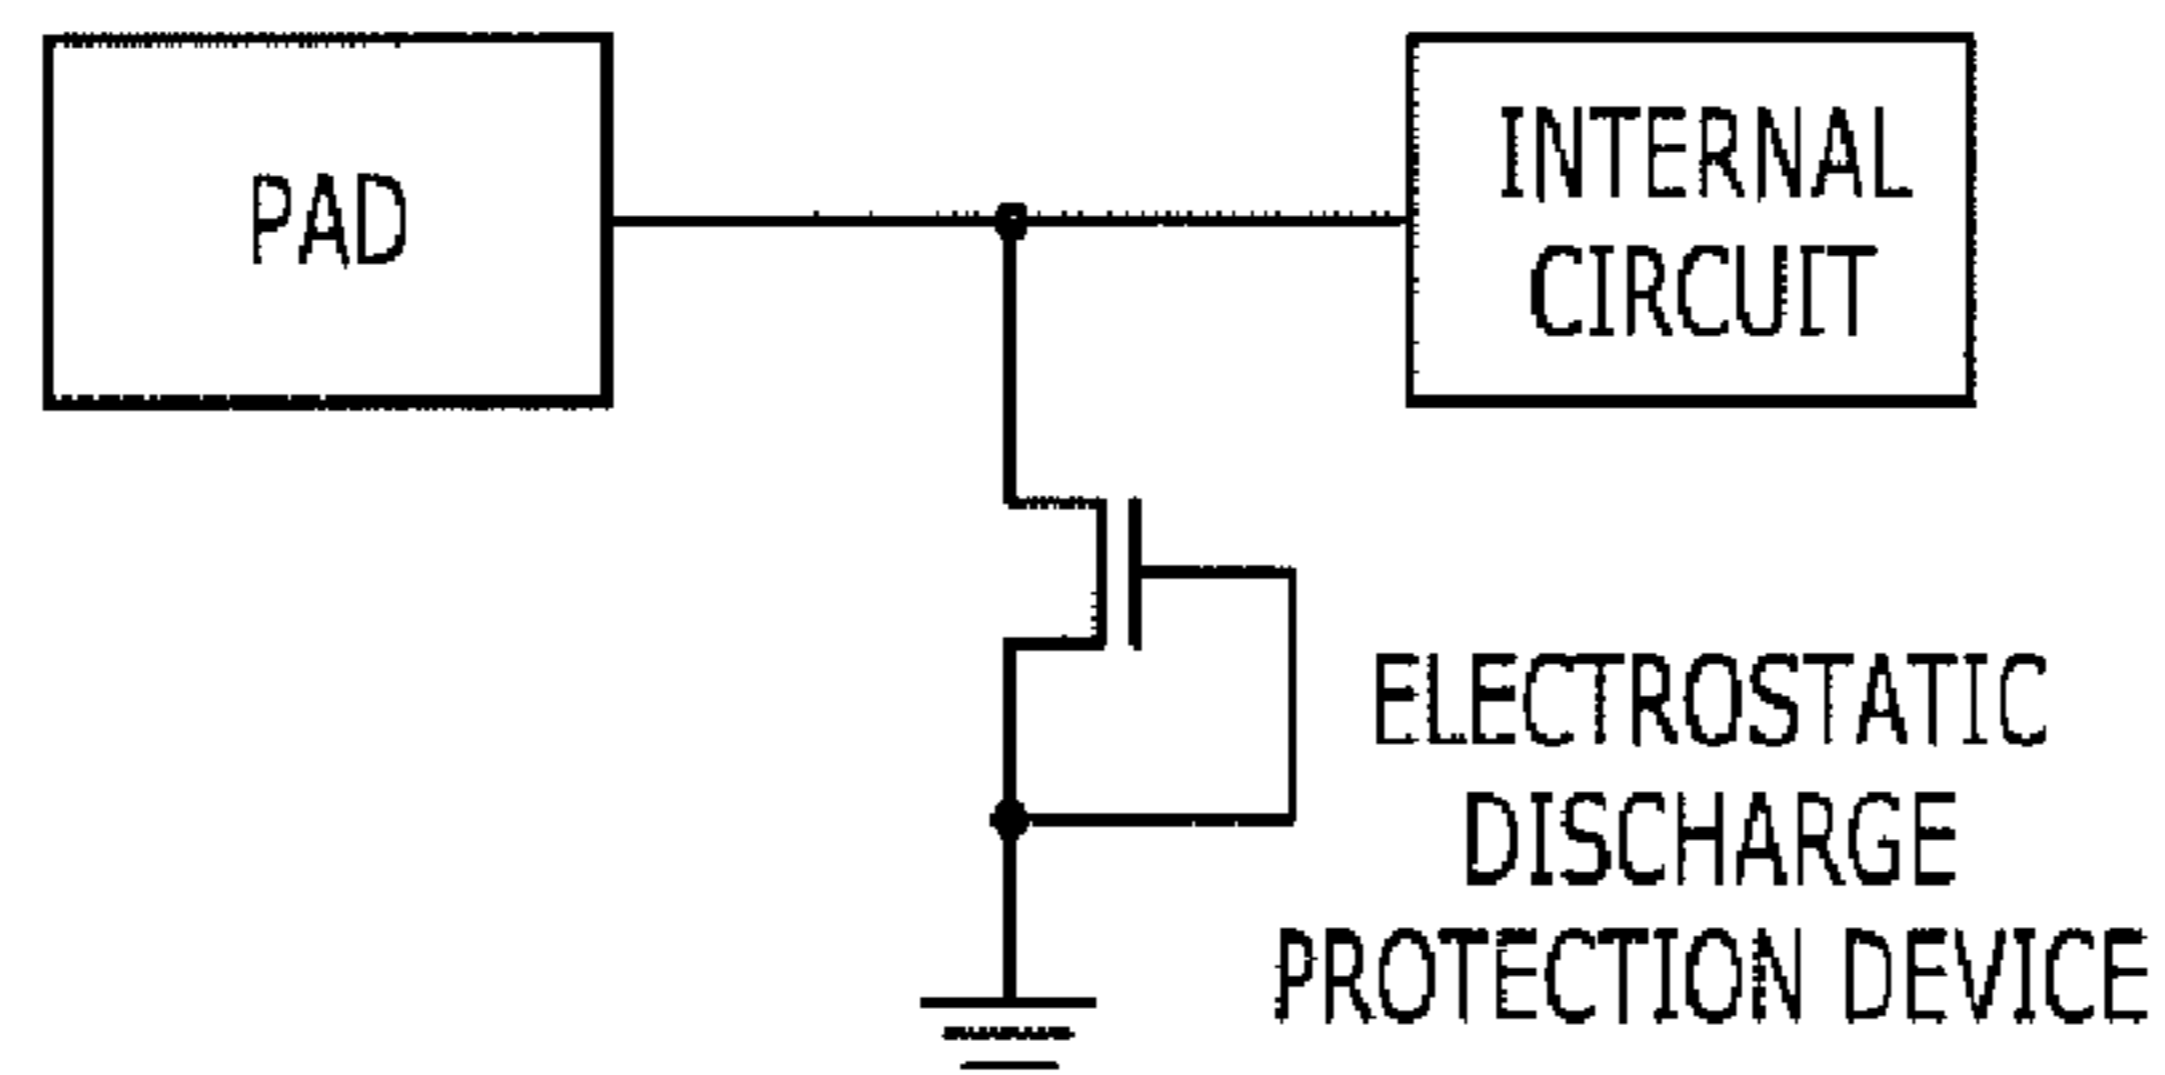 PAD
INTERNAL
CIRCUIT
ELECTROSTATIC
DISCHARGE
PROTECTION DEVICE